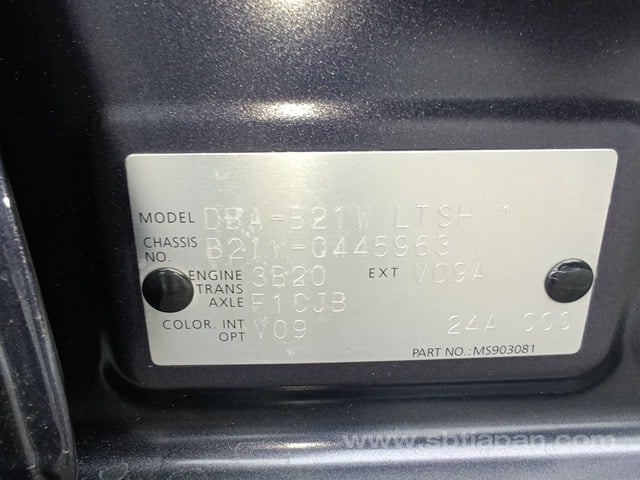 MODEL DBA-B21W LTSH 1
CHASSIS NO. B21W-0445963
ENGINE 3B20 EXT V09A
TRANS AXLE F1CJB
COLOR. INT OPT V09 24A 000
PART NO.: MS903081
www.sbtjapan.com